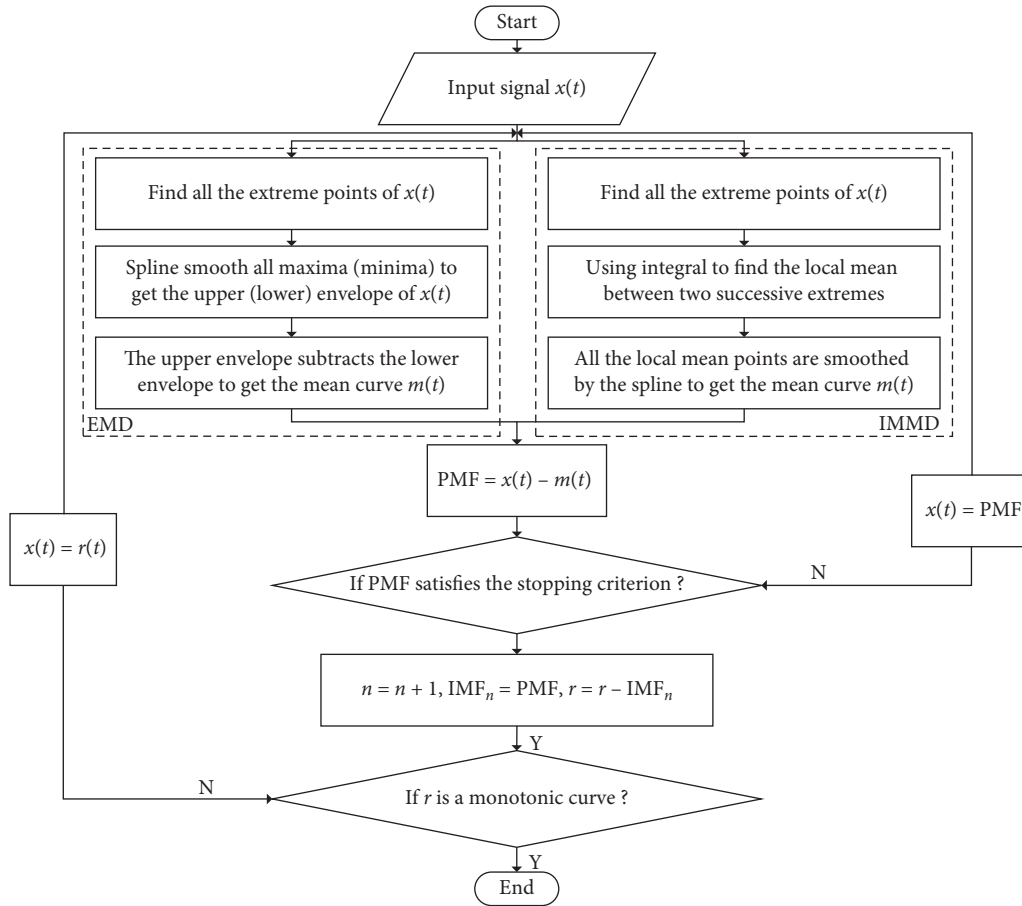 Start
Input signal x(t)
Find all the extreme points of x(t)
Spline smooth all maxima (minima) to
get the upper (lower) envelope of x(t)
The upper envelope subtracts the lower
envelope to get the mean curve m(t)
EMD
Find all the extreme points of x(t)
Using integral to find the local mean
between two successive extremes
All the local mean points are smoothed
by the spline to get the mean curve m(t)
IMMD
PMF = x(t) – m(t)
x(t) = PMF
x(t) = r(t)
If PMF satisfies the stopping criterion ?
N
n = n + 1, IMFₙ = PMF, r = r – IMFₙ
Y
N
If r is a monotonic curve ?
Y
End